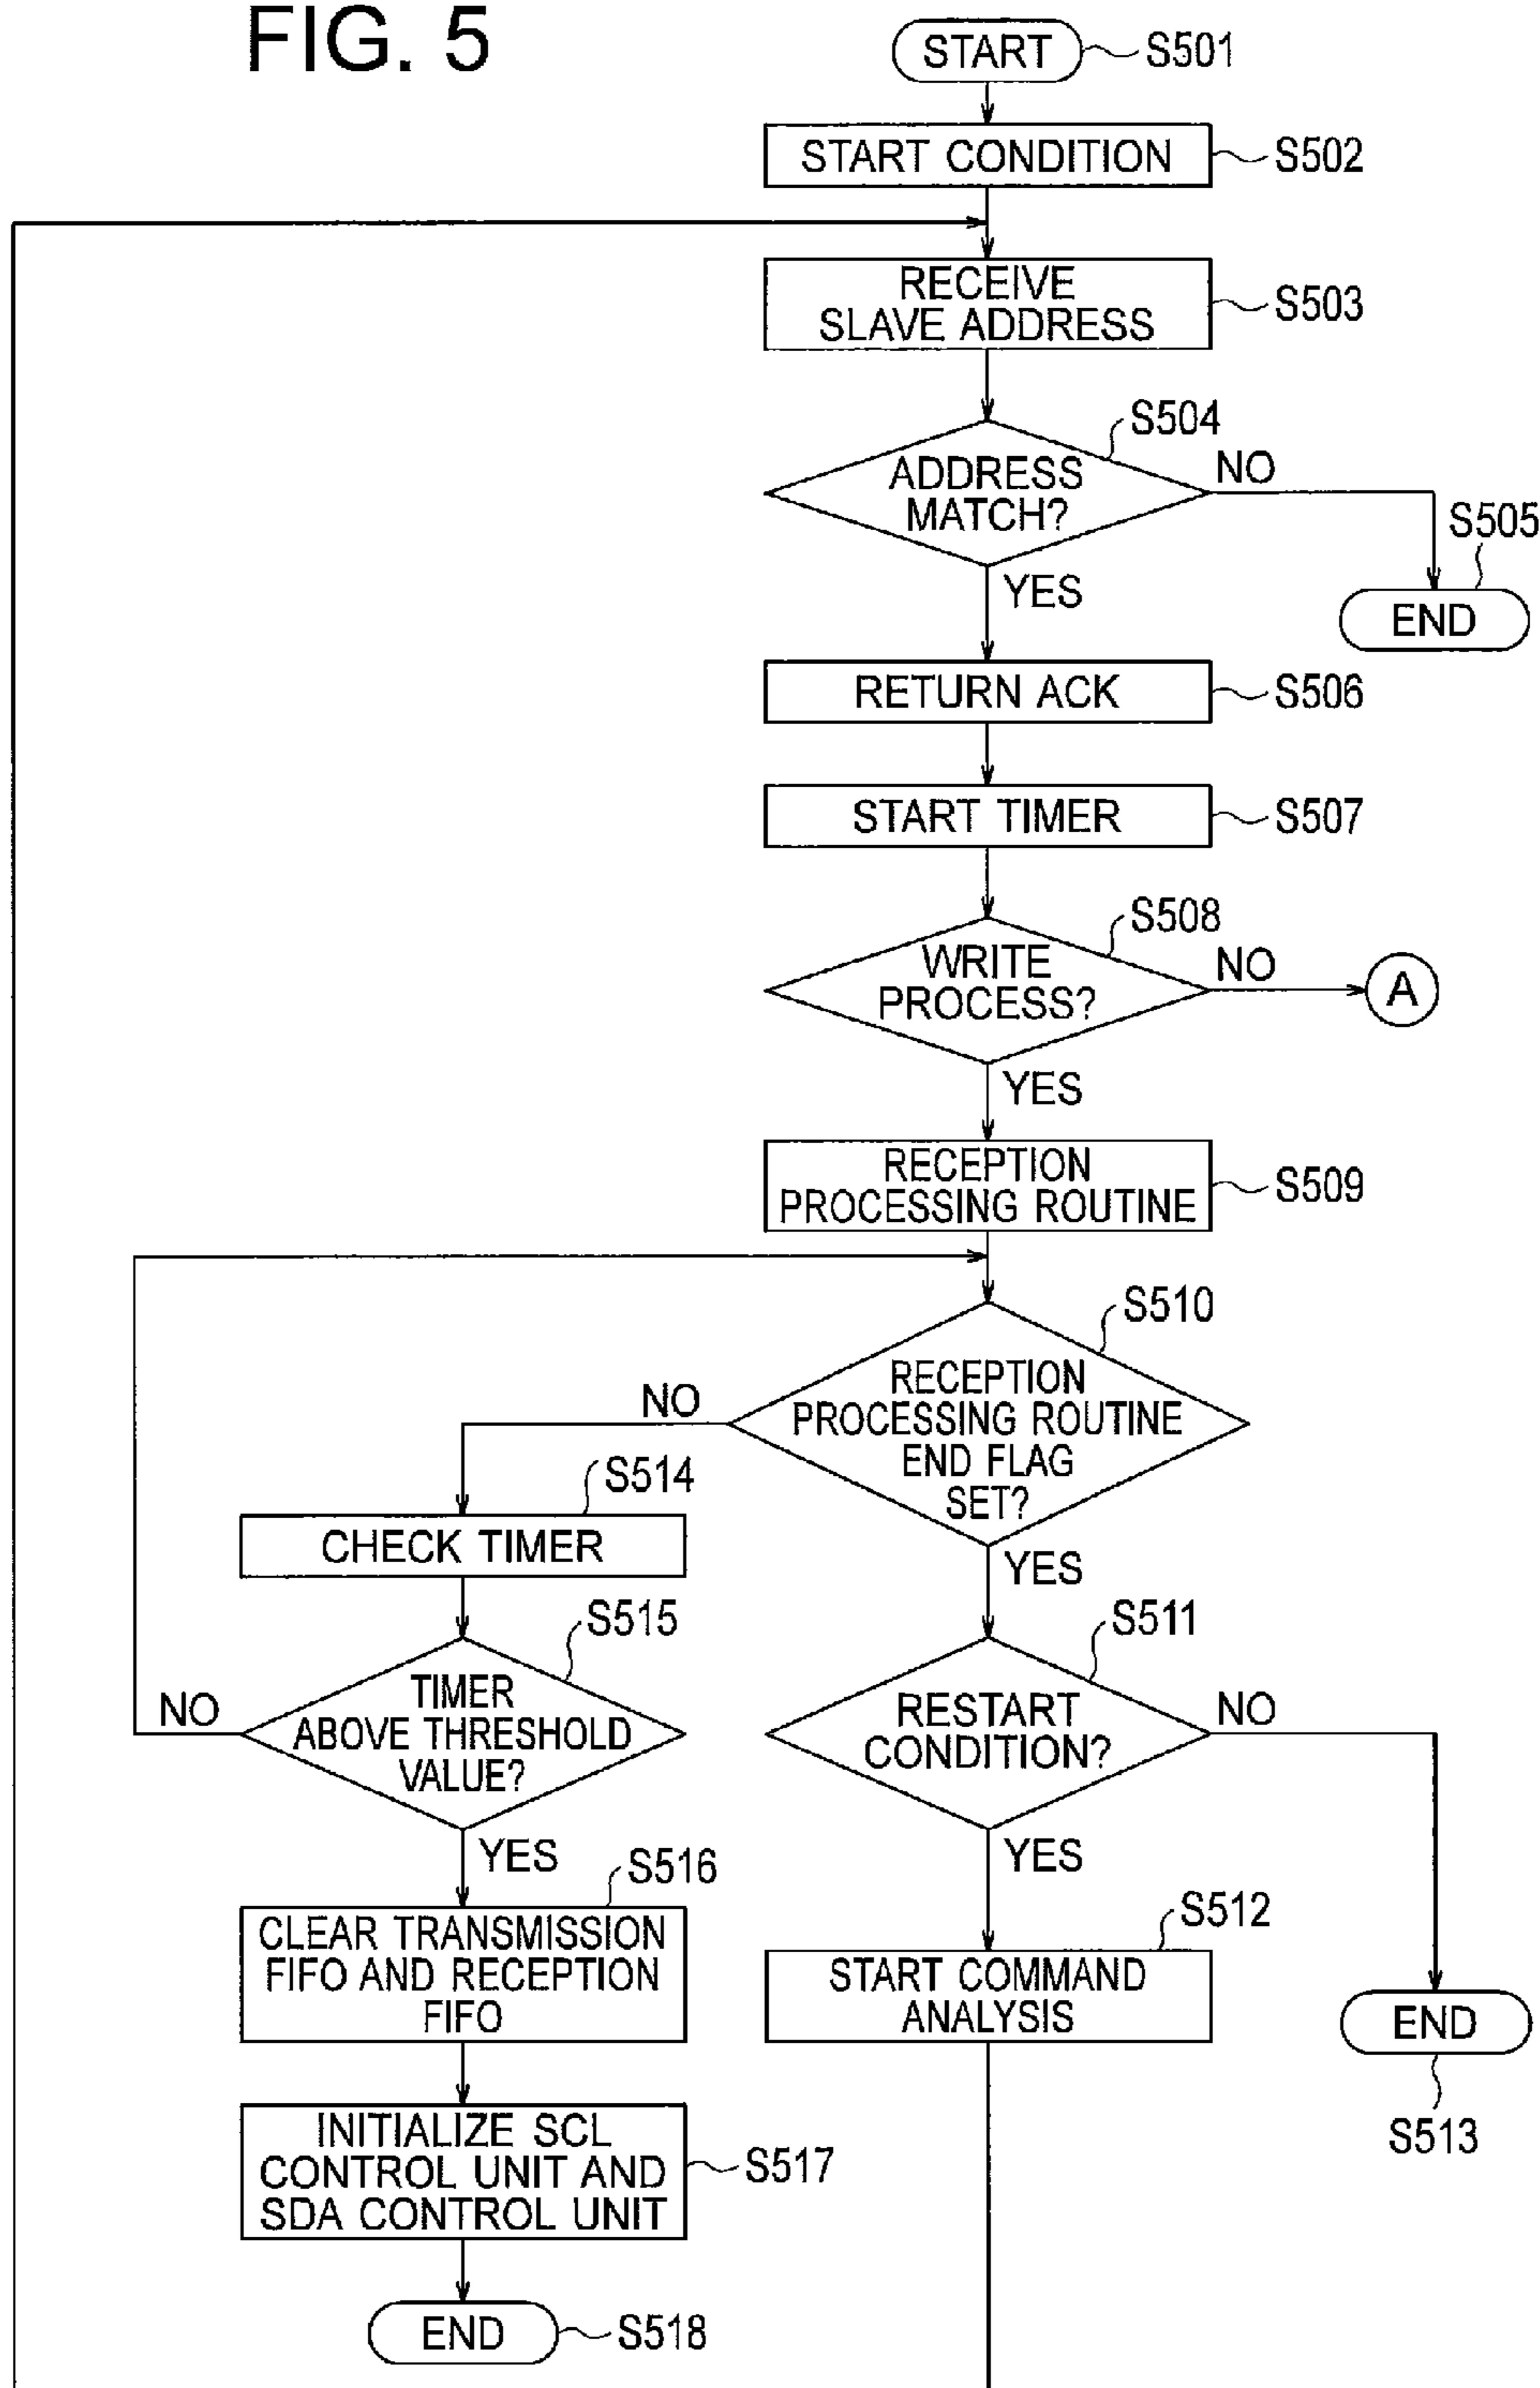 FIG. 5
START
S501
START CONDITION
S502
RECEIVE
SLAVE ADDRESS
S503
S504
ADDRESS
MATCH?
NO
S505
END
YES
RETURN ACK
S506
START TIMER
S507
S508
WRITE
PROCESS?
NO
A
YES
RECEPTION
PROCESSING ROUTINE
S509
S510
RECEPTION
PROCESSING ROUTINE
END FLAG
SET?
NO
YES
S514
CHECK TIMER
S515
TIMER
ABOVE THRESHOLD
VALUE?
NO
YES
S511
RESTART
CONDITION?
NO
YES
S516
CLEAR TRANSMISSION
FIFO AND RECEPTION
FIFO
S512
START COMMAND
ANALYSIS
END
S513
INITIALIZE SCL
CONTROL UNIT AND
SDA CONTROL UNIT
S517
END
S518